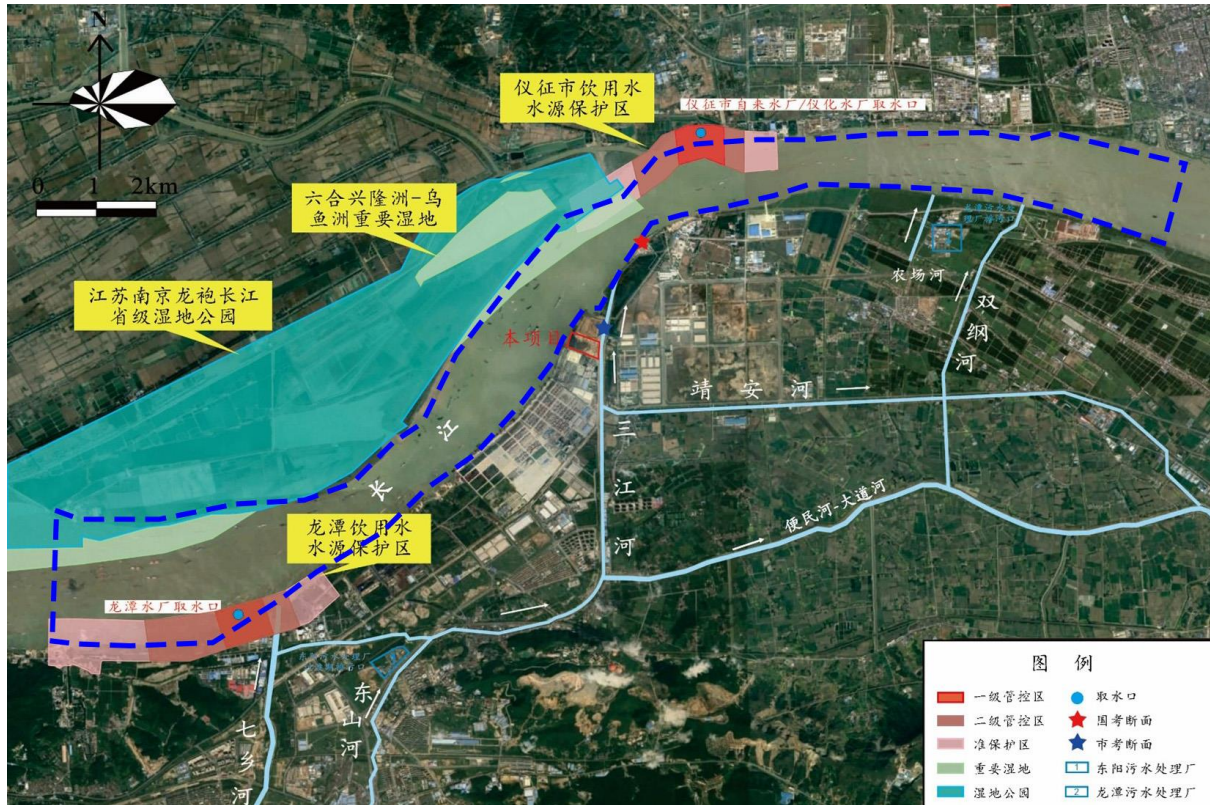 N
0 1 2km
仪征市饮用水
水源保护区
仪征市自来水厂/仪化水厂取水口
六合兴隆洲-乌
鱼洲重要湿地
江苏南京龙袍长江
省级湿地公园
农场河
双纲河
本项目
靖安河
长江
三江河
便民河-大道河
龙潭饮用水
水源保护区
龙潭水厂取水口
东山河
七乡河
图 例
一级管控区
取水口
二级管控区
国考断面
准保护区
市考断面
重要湿地
1 东阳污水处理厂
湿地公园
2 龙潭污水处理厂